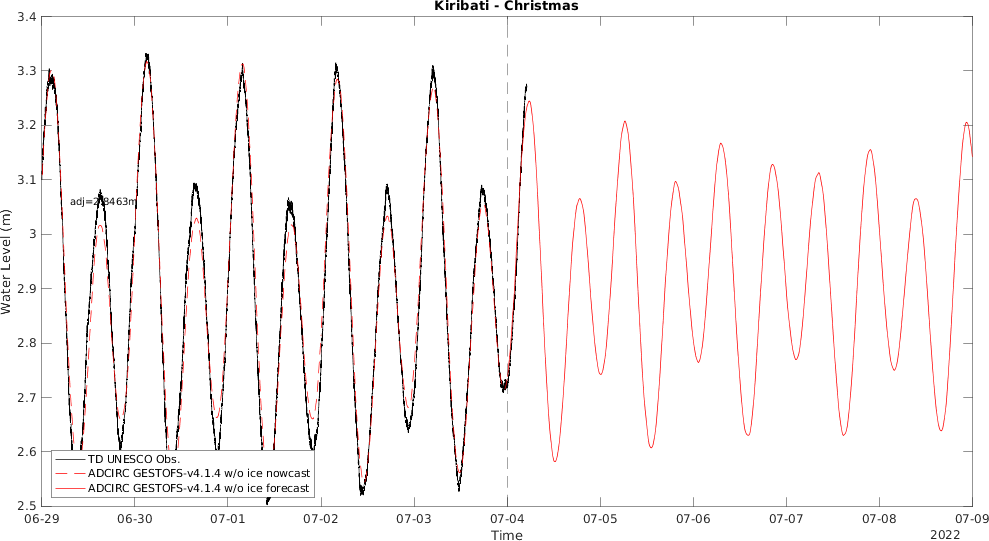 Kiribati - Christmas
3.4
3.3
3.2
3.1
3
2.9
2.8
2.7
2.6
2.5
Water Level (m)
adj=2.8463m
TD UNESCO Obs.
ADCIRC GESTOFS-v4.1.4 w/o ice nowcast
ADCIRC GESTOFS-v4.1.4 w/o ice forecast
06-29 06-30 07-01 07-02 07-03 07-04 07-05 07-06 07-07 07-08 07-09
Time
2022